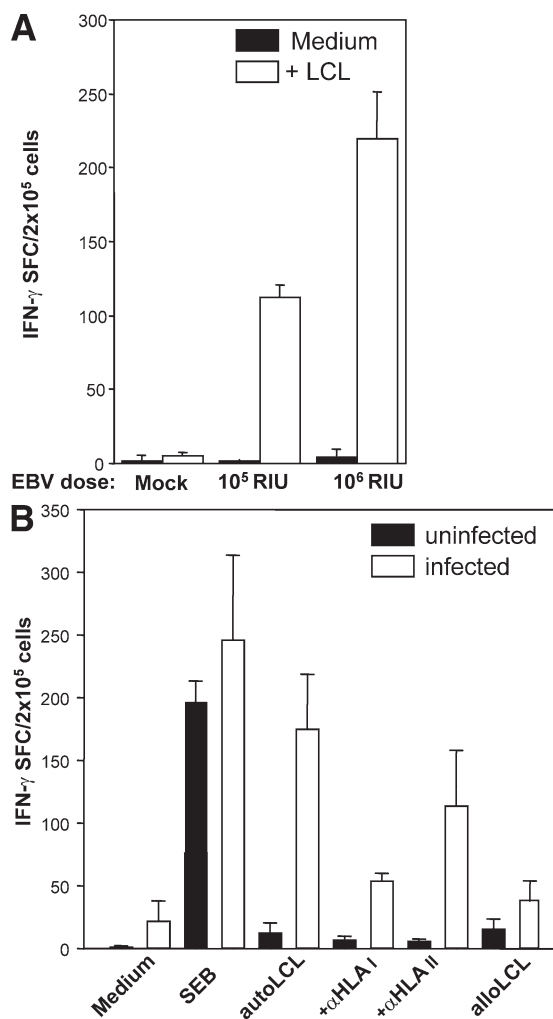 A
300
250
200
150
100
50
0
IFN-γ SFC/2x10⁵ cells
Medium
+ LCL
EBV dose: Mock 10⁵ RIU 10⁶ RIU
B
350
300
250
200
150
100
50
0
IFN-γ SFC/2x10⁵ cells
uninfected
infected
Medium
SEB
autoLCL
+αHLA I
+αHLA II
alloLCL